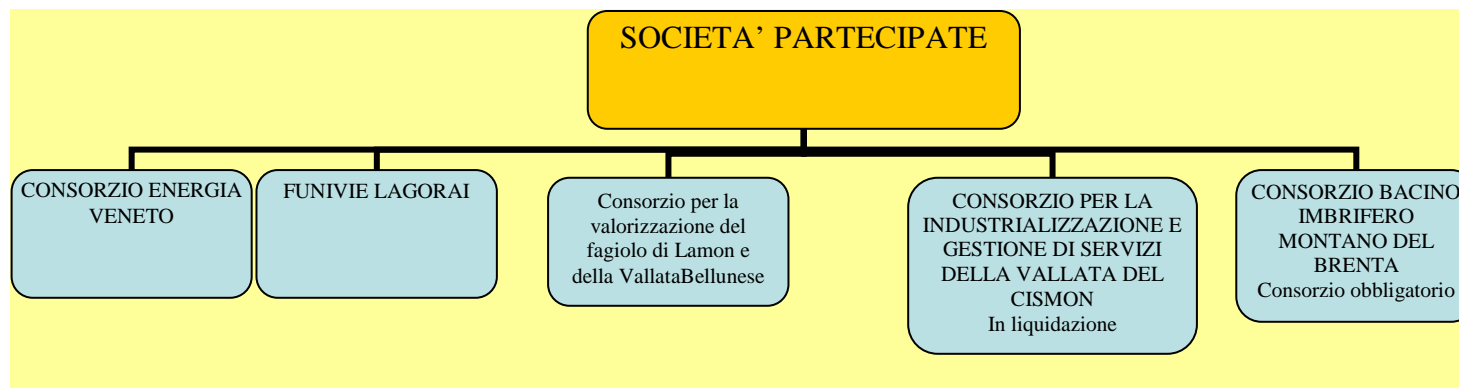 SOCIETA’ PARTECIPATE
CONSORZIO ENERGIA
VENETO
FUNIVIE LAGORAI
Consorzio per la
valorizzazione del
fagiolo di Lamon e
della VallataBellunese
CONSORZIO PER LA
INDUSTRIALIZZAZIONE E
GESTIONE DI SERVIZI
DELLA VALLATA DEL
CISMON
In liquidazione
CONSORZIO BACINO
IMBRIFERO
MONTANO DEL
BRENTA
Consorzio obbligatorio